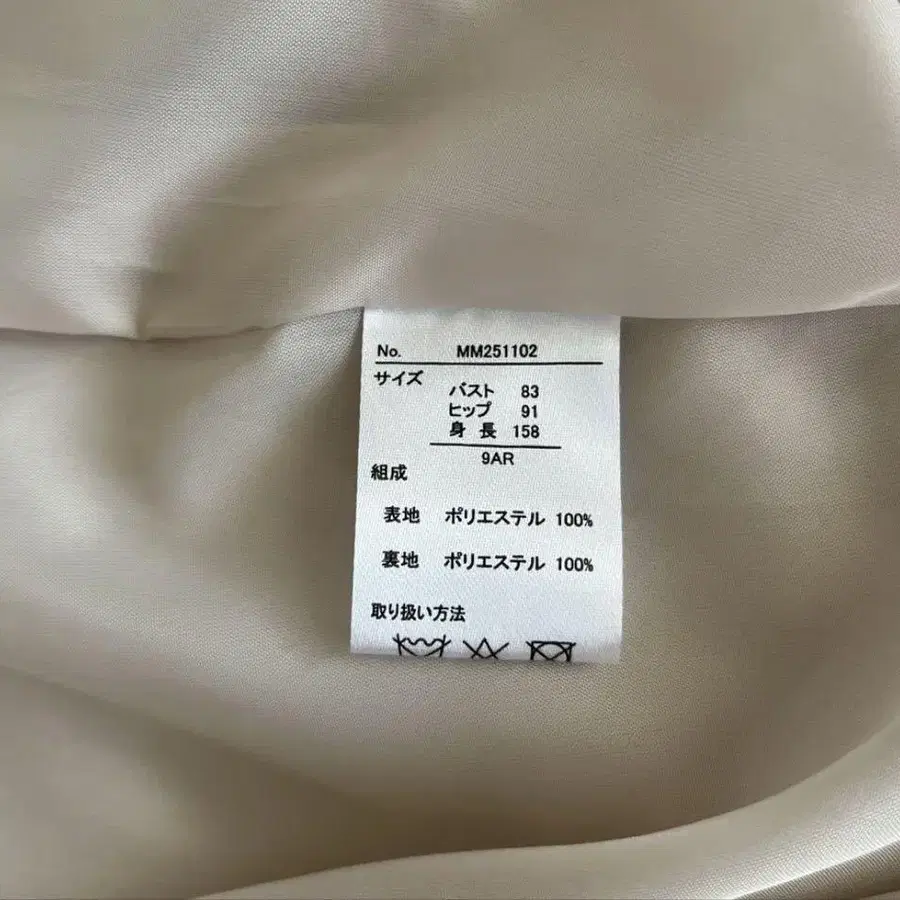 No. MM251102
サイズ
バスト 83
ヒップ 91
身長 158
9AR
組成
表地 ポリエステル 100%
裏地 ポリエステル 100%
取り扱い方法